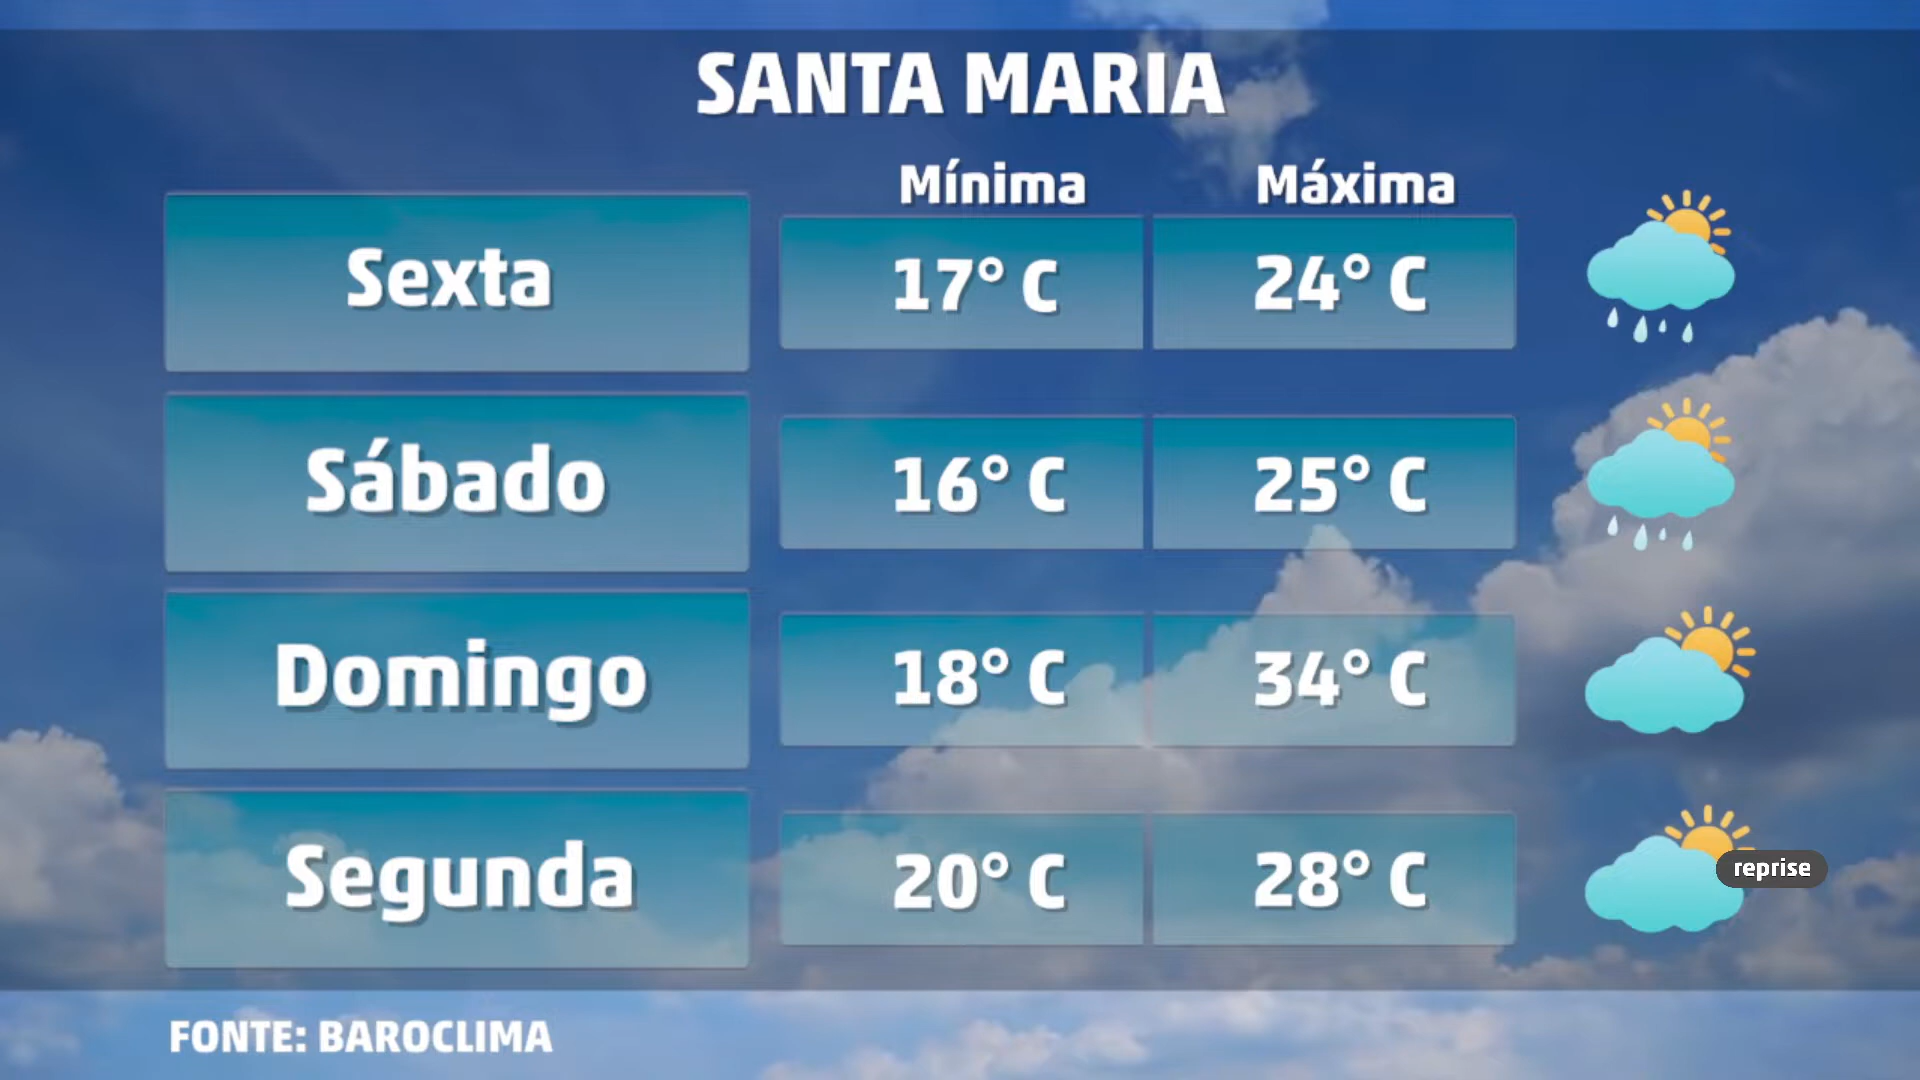 SANTA MARIA
Mínima Máxima
Sexta 17° C 24° C
Sábado 16° C 25° C
Domingo 18° C 34° C
Segunda 20° C 28° C
reprise
FONTE: BAROCLIMA